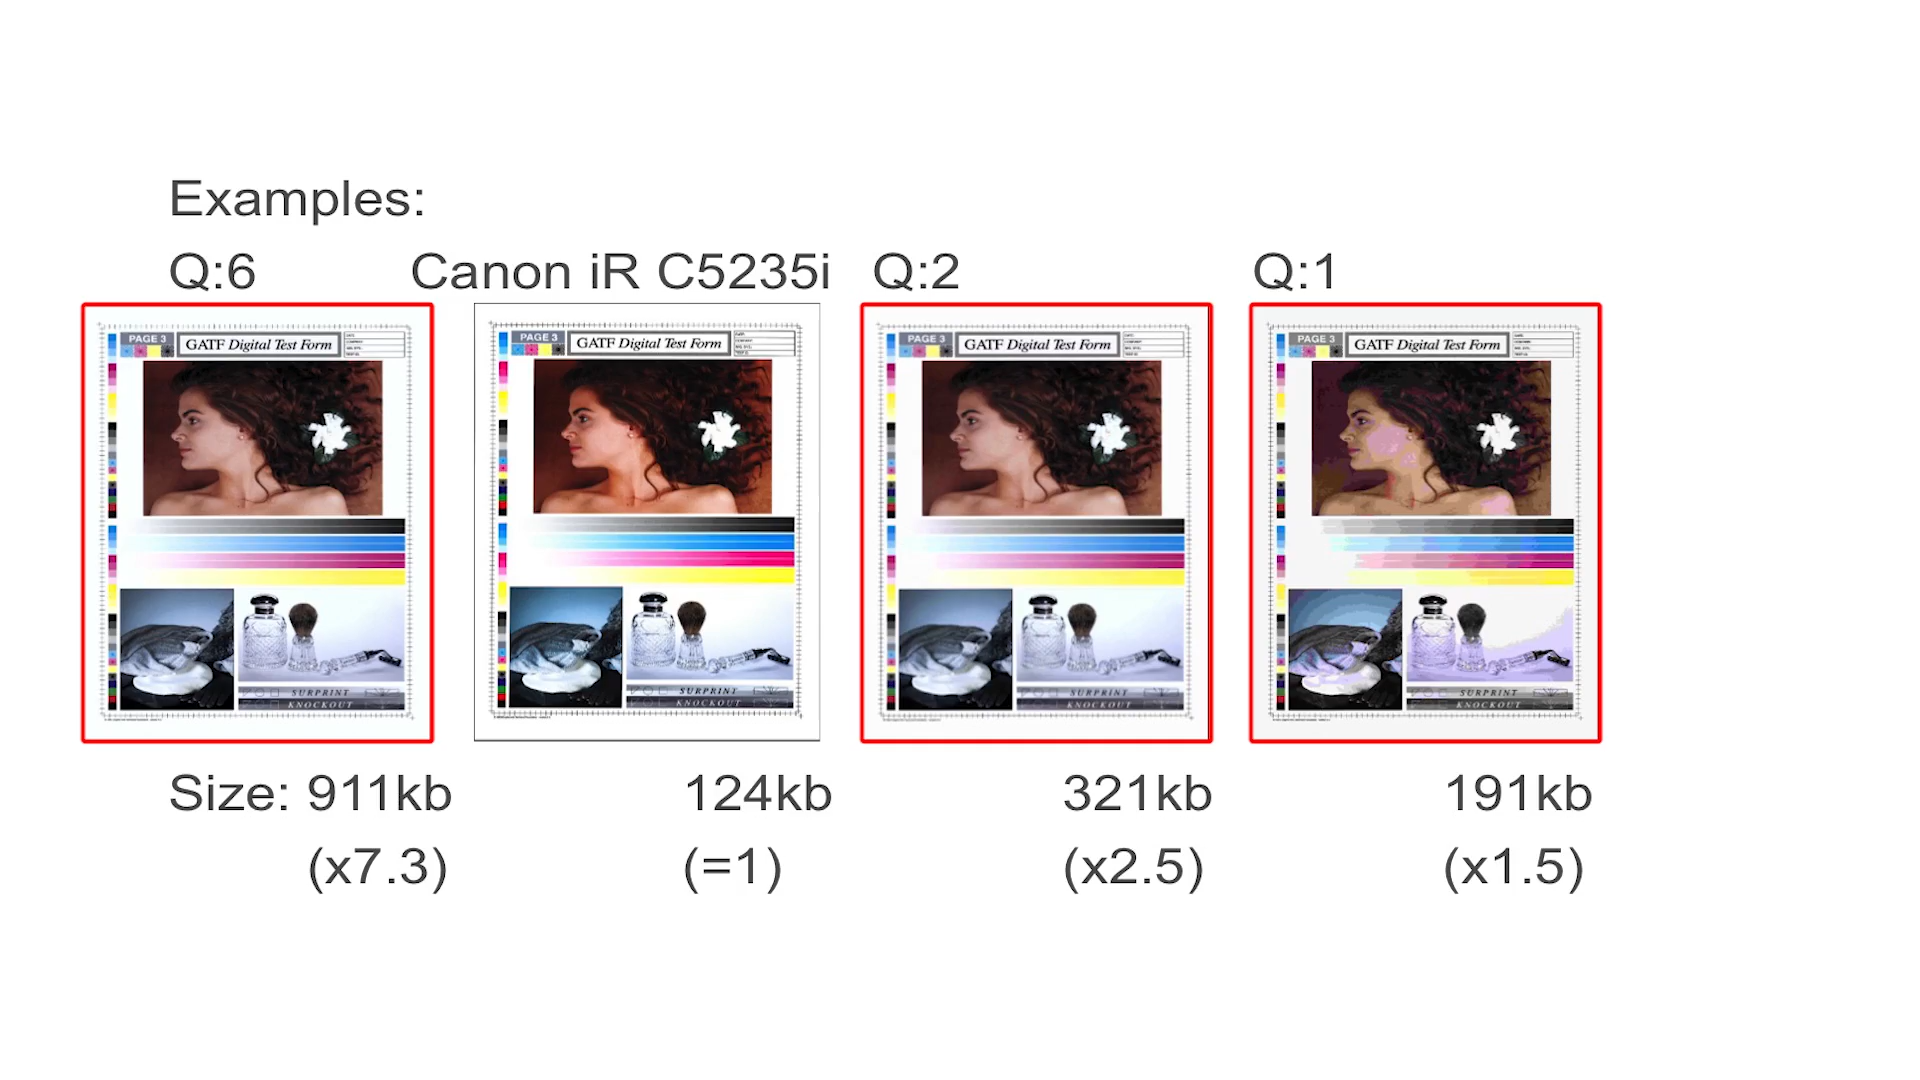 Examples:
Q:6 Canon iR C5235i Q:2 Q:1
PAGE 3 GATF Digital Test Form PAGE 3 GATF Digital Test Form PAGE 3 GATF Digital Test Form PAGE 3 GATF Digital Test Form
SURPRINT SURPRINT SURPRINT SURPRINT
KNOCKOUT KNOCKOUT KNOCKOUT KNOCKOUT
Size: 911kb 124kb 321kb 191kb
(x7.3) (=1) (x2.5) (x1.5)